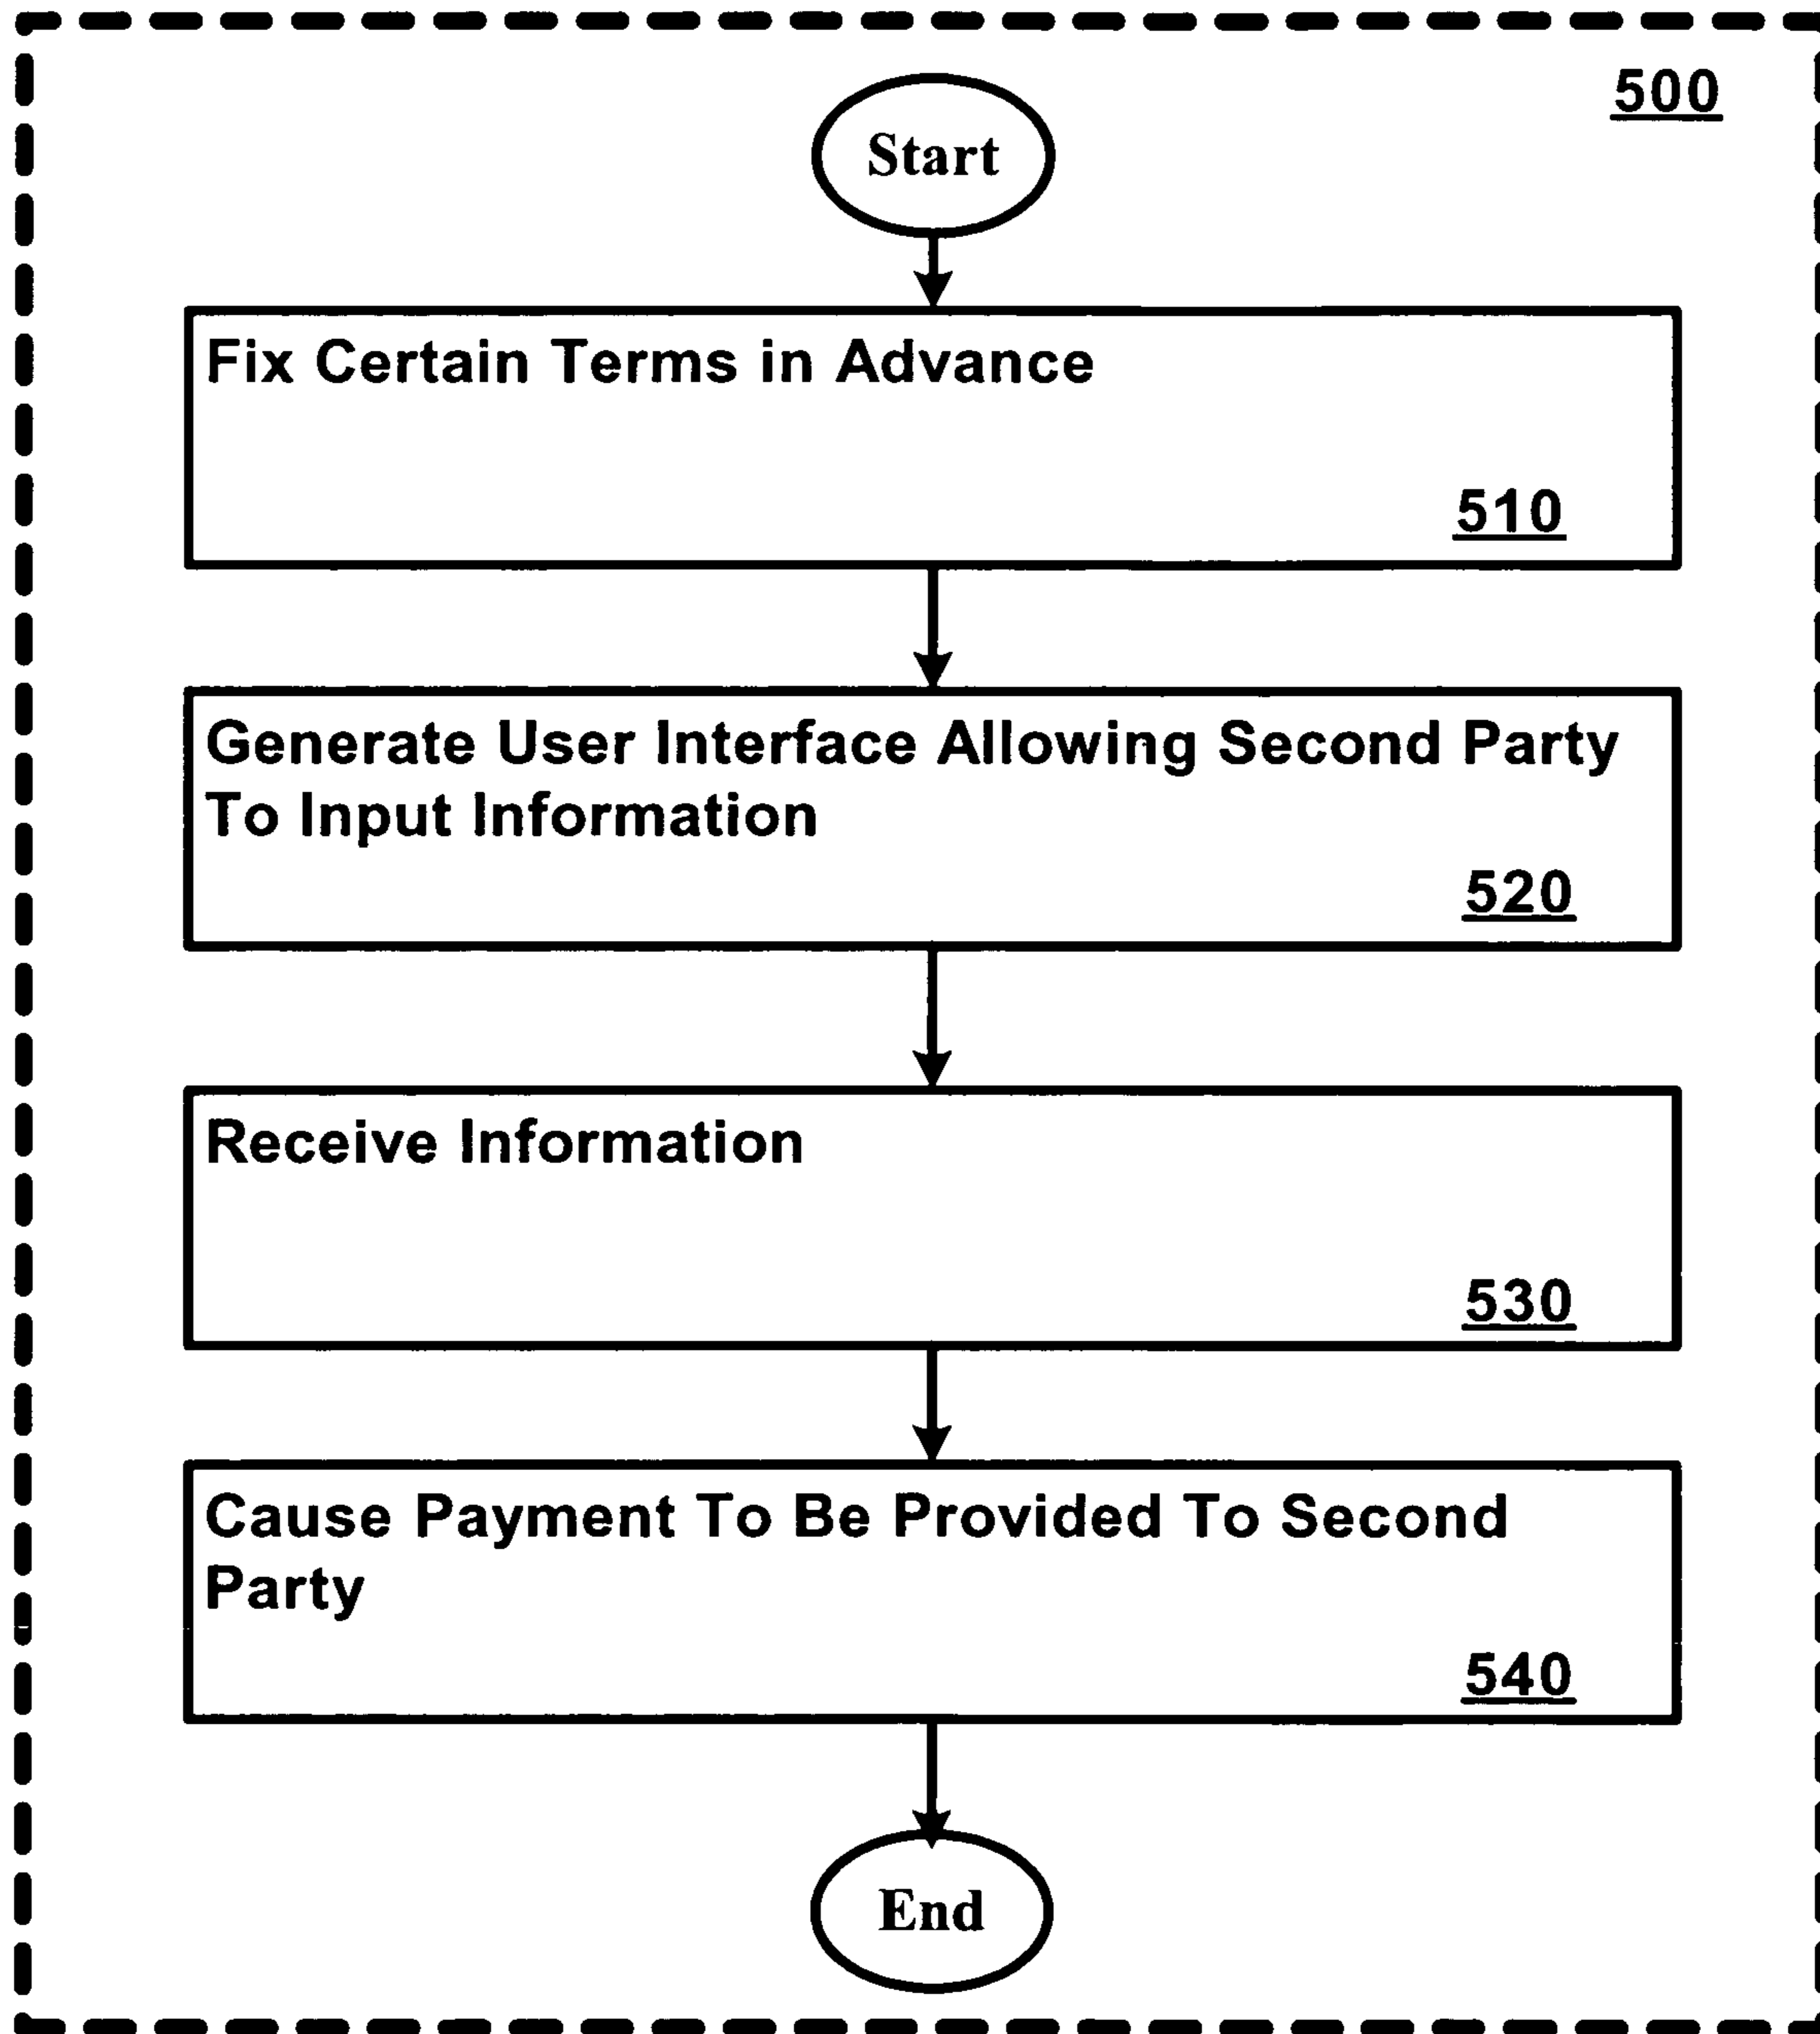 500
Start
Fix Certain Terms in Advance
510
Generate User Interface Allowing Second Party
To Input Information
520
Receive Information
530
Cause Payment To Be Provided To Second
Party
540
End